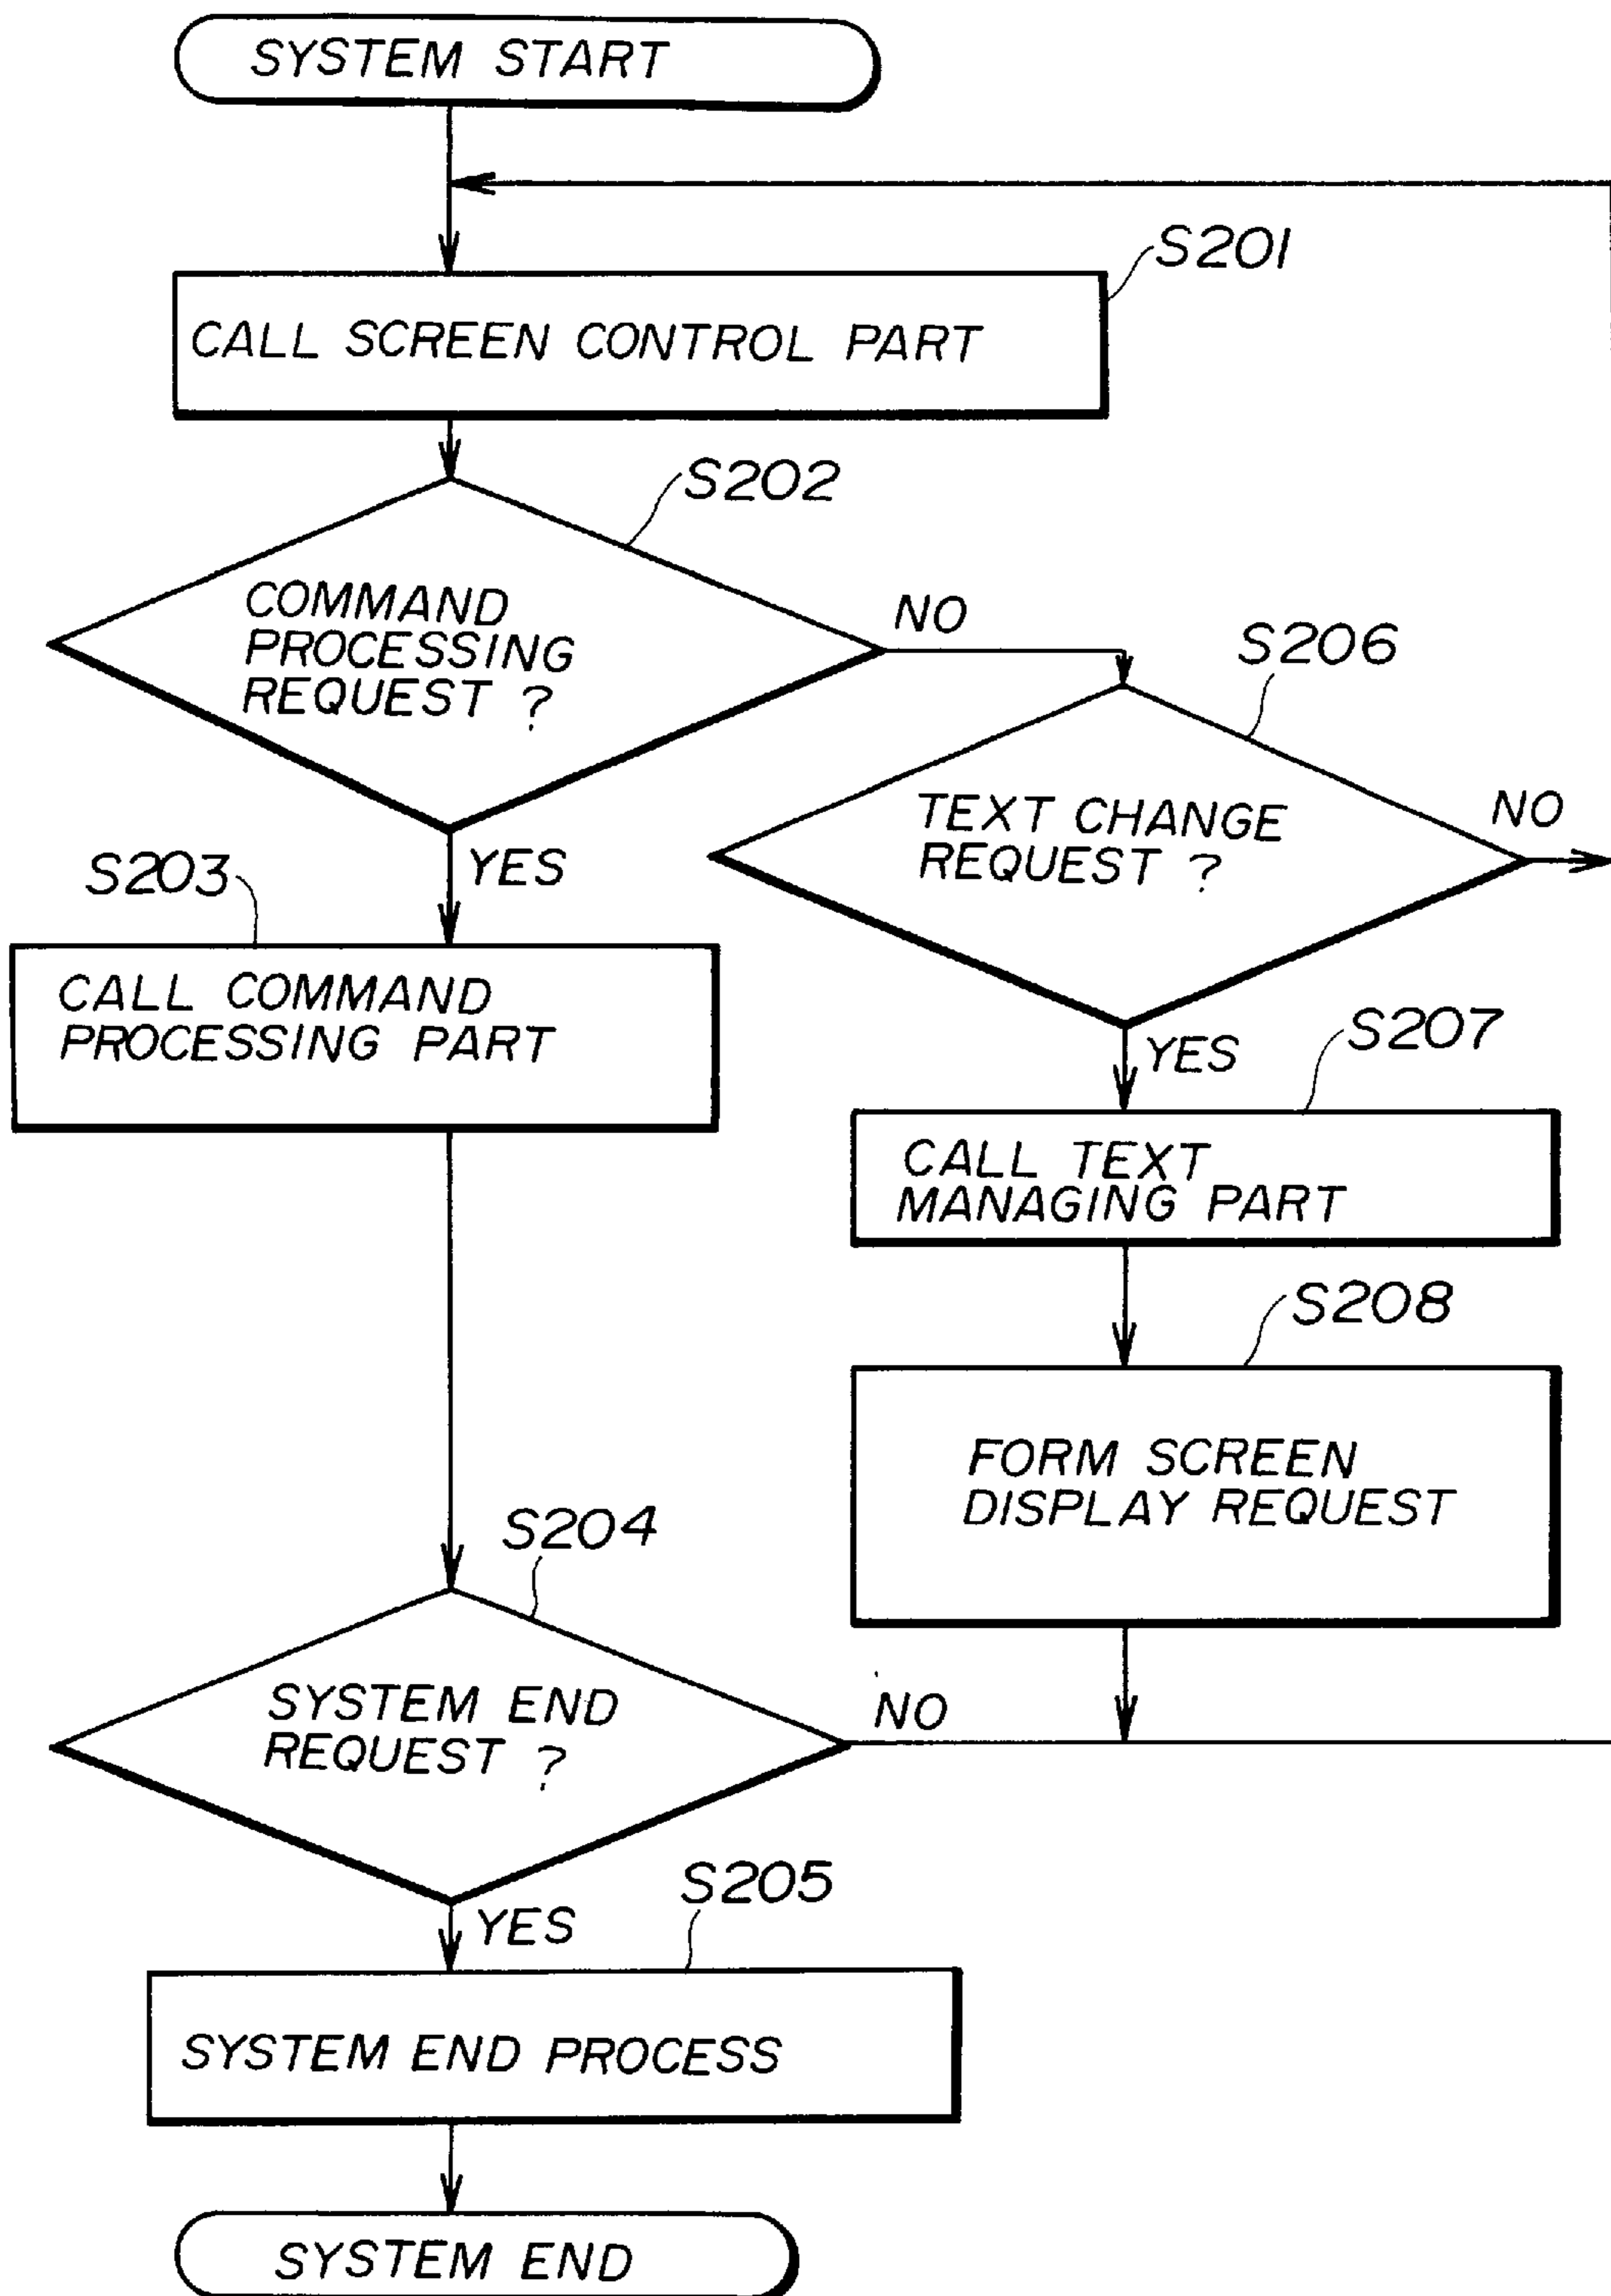 SYSTEM START
S201
CALL SCREEN CONTROL PART
S202
COMMAND
PROCESSING
REQUEST ?
NO
S206
TEXT CHANGE
REQUEST ?
NO
YES
S203
CALL COMMAND
PROCESSING PART
YES
S207
CALL TEXT
MANAGING PART
S208
FORM SCREEN
DISPLAY REQUEST
S204
SYSTEM END
REQUEST ?
NO
YES
S205
SYSTEM END PROCESS
SYSTEM END